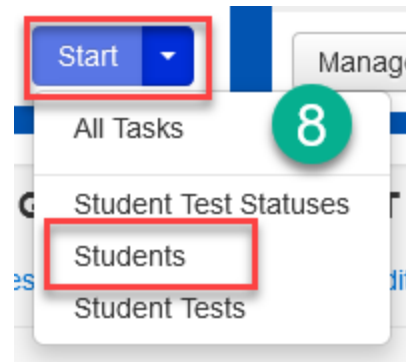 Start
Manag
All Tasks
8
Student Test Statuses
Students
Student Tests